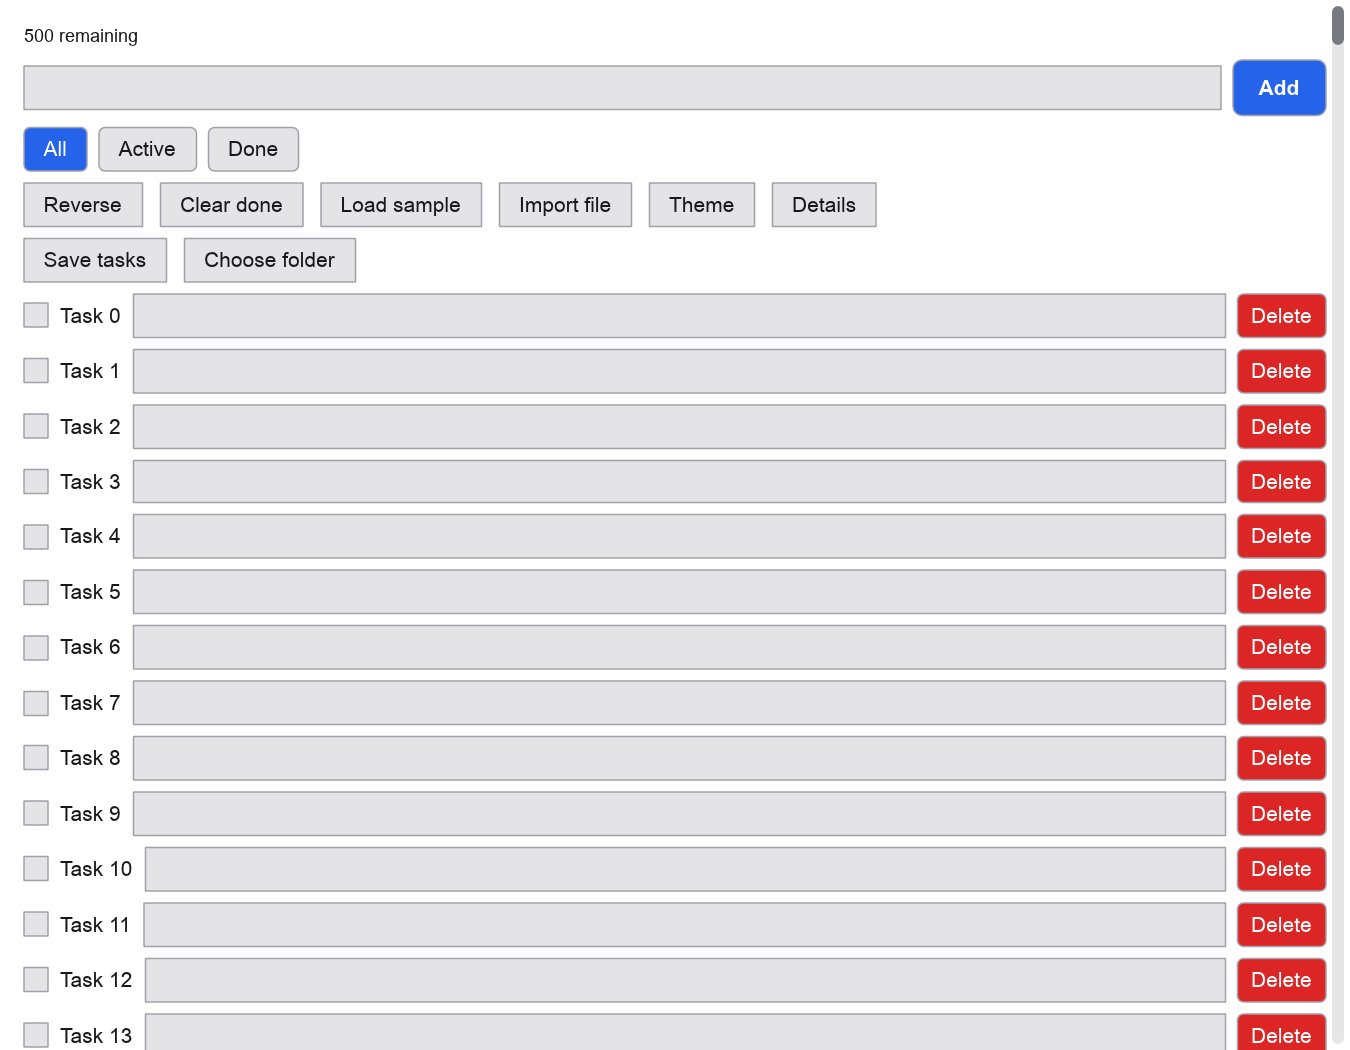 500 remaining
Add
All Active Done
Reverse Clear done Load sample Import file Theme Details
Save tasks Choose folder
Task 0 Delete
Task 1 Delete
Task 2 Delete
Task 3 Delete
Task 4 Delete
Task 5 Delete
Task 6 Delete
Task 7 Delete
Task 8 Delete
Task 9 Delete
Task 10 Delete
Task 11 Delete
Task 12 Delete
Task 13 Delete